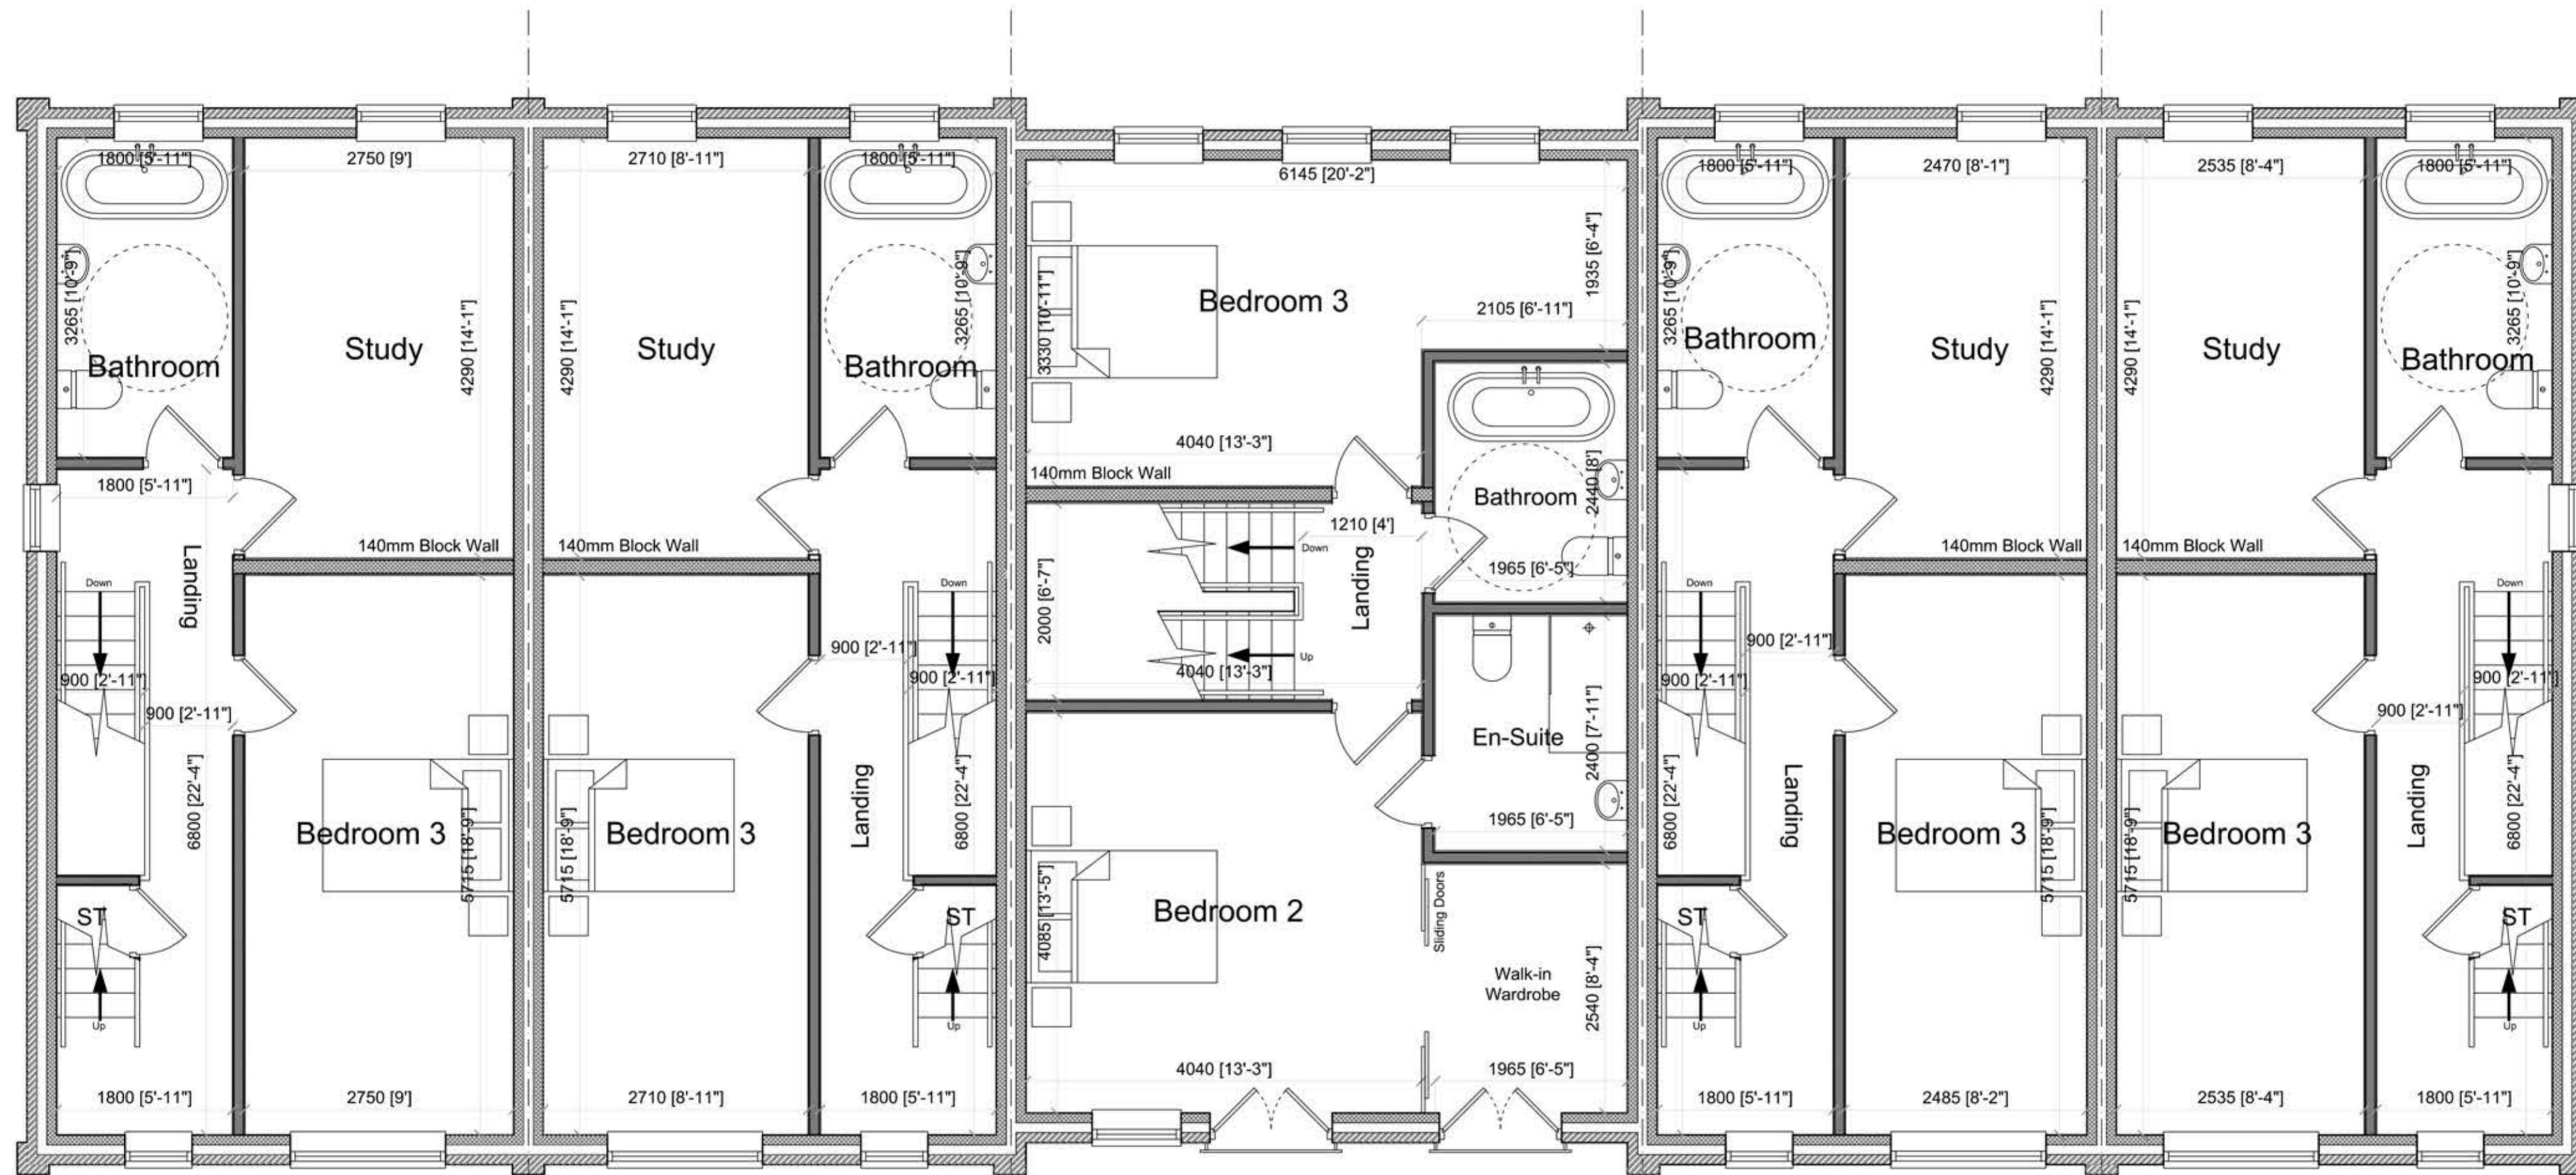 1800 [5'-11"]
2750 [9']
3265 [10'-9"]
Bathroom
Study
4290 [14'-1"]
1800 [5'-11"]
140mm Block Wall
Landing
Down
900 [2'-11"]
900 [2'-11"]
6800 [22'-4"]
Bedroom 3
5715 [18'-9"]
ST
Up
1800 [5'-11"]
2750 [9']
2710 [8'-11"]
1800 [5'-11"]
4290 [14'-1"]
Study
3265 [10'-9"]
Bathroom
140mm Block Wall
Down
900 [2'-11"]
900 [2'-11"]
5715 [18'-9"]
Bedroom 3
Landing
6800 [22'-4"]
ST
Up
2710 [8'-11"]
1800 [5'-11"]
6145 [20'-2"]
1935 [6'-4"]
3330 [10'-11"]
Bedroom 3
2105 [6'-11"]
4040 [13'-3"]
140mm Block Wall
2440 [8']
Bathroom
1210 [4']
Down
Landing
1965 [6'-5"]
2000 [6'-7"]
Up
4040 [13'-3"]
En-Suite
2400 [7'-11"]
1965 [6'-5"]
4085 [13'-5"]
Bedroom 2
Sliding Doors
Walk-in
Wardrobe
2540 [8'-4"]
4040 [13'-3"]
1965 [6'-5"]
1800 [5'-11"]
2470 [8'-1"]
3265 [10'-9"]
Bathroom
Study
4290 [14'-1"]
140mm Block Wall
Down
900 [2'-11"]
900 [2'-11"]
6800 [22'-4"]
Landing
Bedroom 3
5715 [18'-9"]
ST
Up
1800 [5'-11"]
2485 [8'-2"]
2535 [8'-4"]
1800 [5'-11"]
4290 [14'-1"]
Study
3265 [10'-9"]
Bathroom
140mm Block Wall
Down
900 [2'-11"]
900 [2'-11"]
5715 [18'-9"]
Bedroom 3
Landing
6800 [22'-4"]
ST
Up
2535 [8'-4"]
1800 [5'-11"]